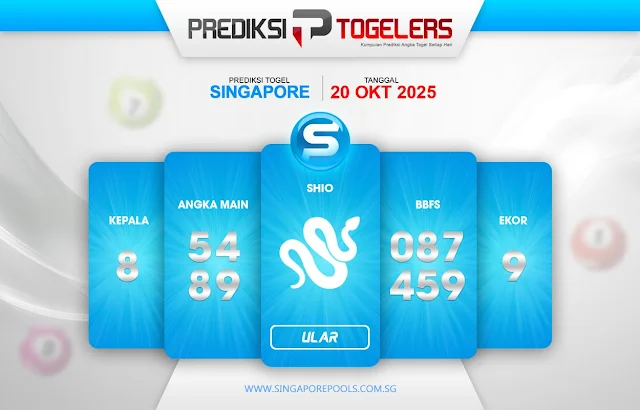 PREDIKSI TOGELERS
Kumpulan Prediksi Angka Togel Setiap Hari
PREDIKSI TOGEL
SINGAPORE
TANGGAL
20 OKT 2025
S
KEPALA
8
ANGKA MAIN
54
89
SHIO
ULAR
BBFS
087
459
EKOR
9
WWW.SINGAPOREPOOLS.COM.SG